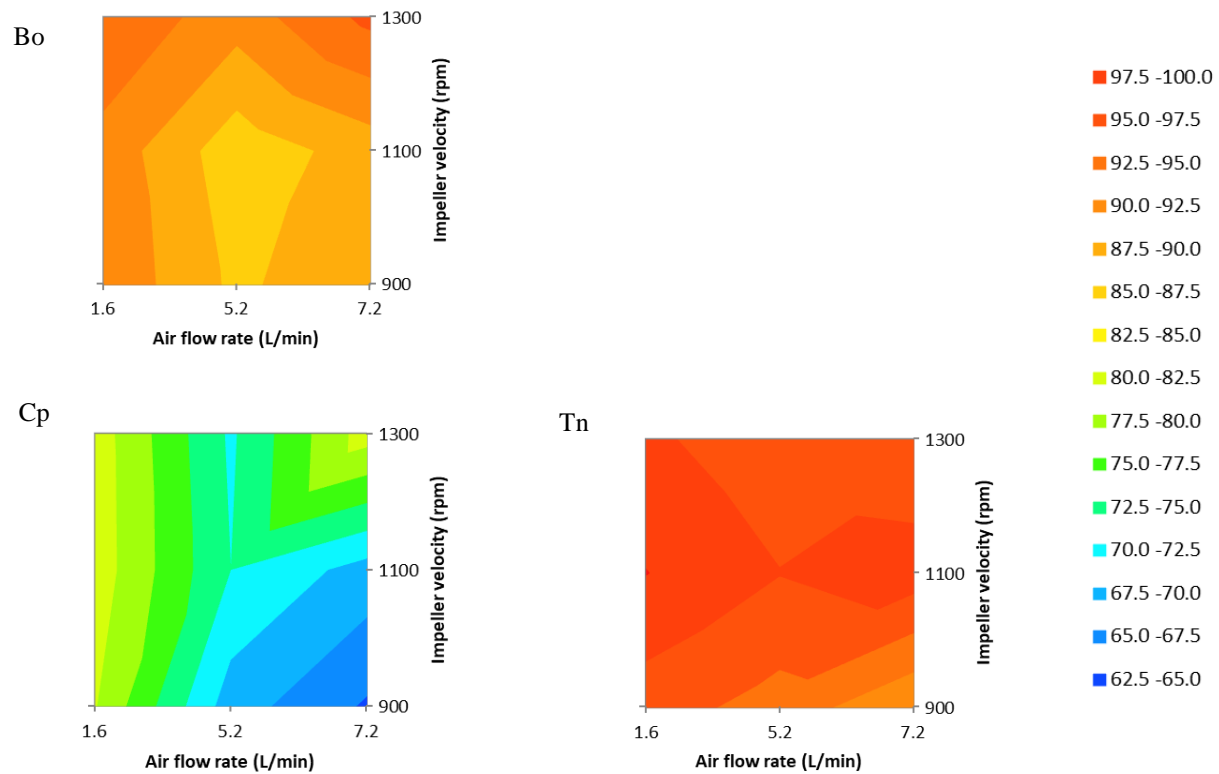 Bo
1300
1100
900
Impeller velocity (rpm)
1.6 5.2 7.2
Air flow rate (L/min)
Cp
1300
1100
900
Impeller velocity (rpm)
1.6 5.2 7.2
Air flow rate (L/min)
Tn
1300
1100
900
Impeller velocity (rpm)
1.6 5.2 7.2
Air flow rate (L/min)
97.5 -100.0
95.0 -97.5
92.5 -95.0
90.0 -92.5
87.5 -90.0
85.0 -87.5
82.5 -85.0
80.0 -82.5
77.5 -80.0
75.0 -77.5
72.5 -75.0
70.0 -72.5
67.5 -70.0
65.0 -67.5
62.5 -65.0